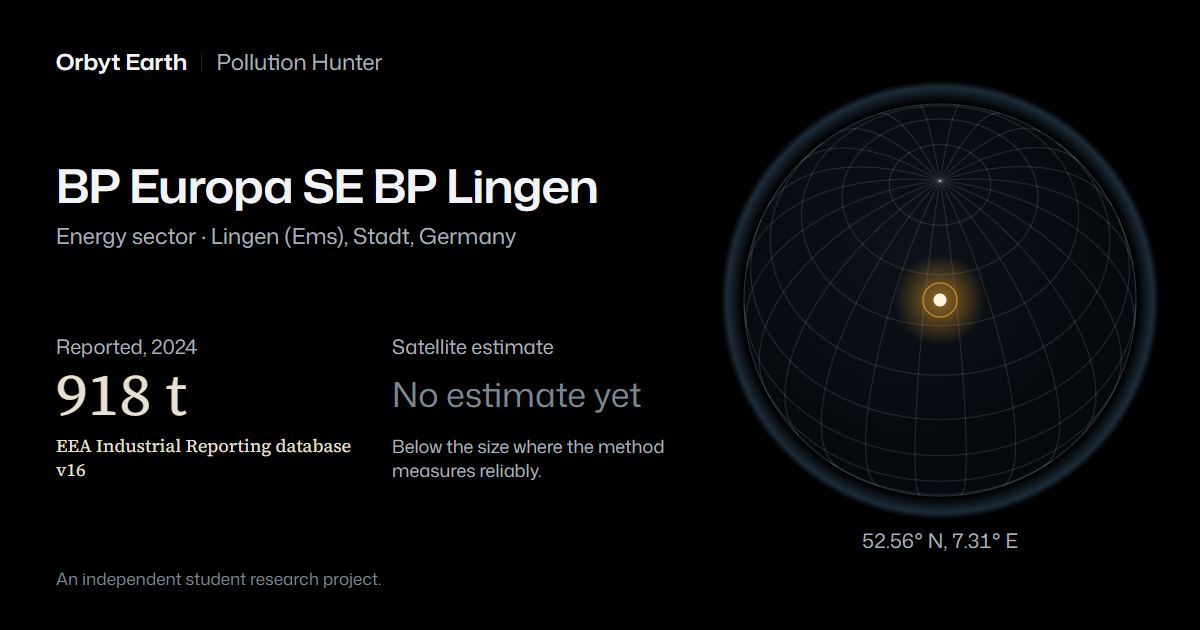 Orbyt Earth | Pollution Hunter
BP Europa SE BP Lingen
Energy sector · Lingen (Ems), Stadt, Germany
Reported, 2024
918 t
EEA Industrial Reporting database
v16
Satellite estimate
No estimate yet
Below the size where the method
measures reliably.
52.56° N, 7.31° E
An independent student research project.